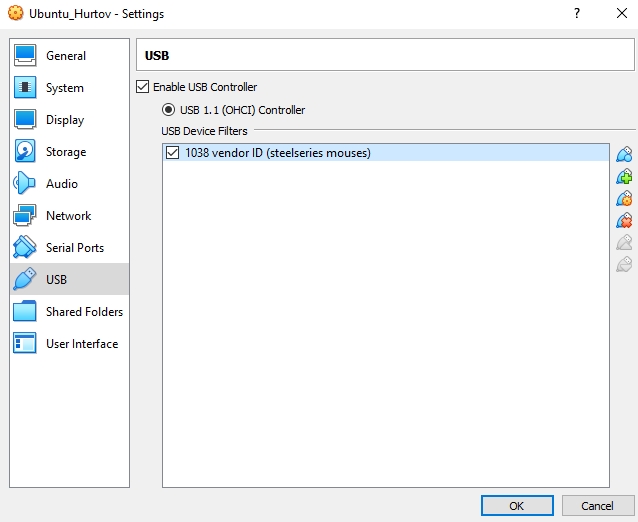 Ubuntu_Hurtov - Settings
General
System
Display
Storage
Audio
Network
Serial Ports
USB
Shared Folders
User Interface
USB
Enable USB Controller
USB 1.1 (OHCI) Controller
USB Device Filters
1038 vendor ID (steelseries mouses)
OK
Cancel